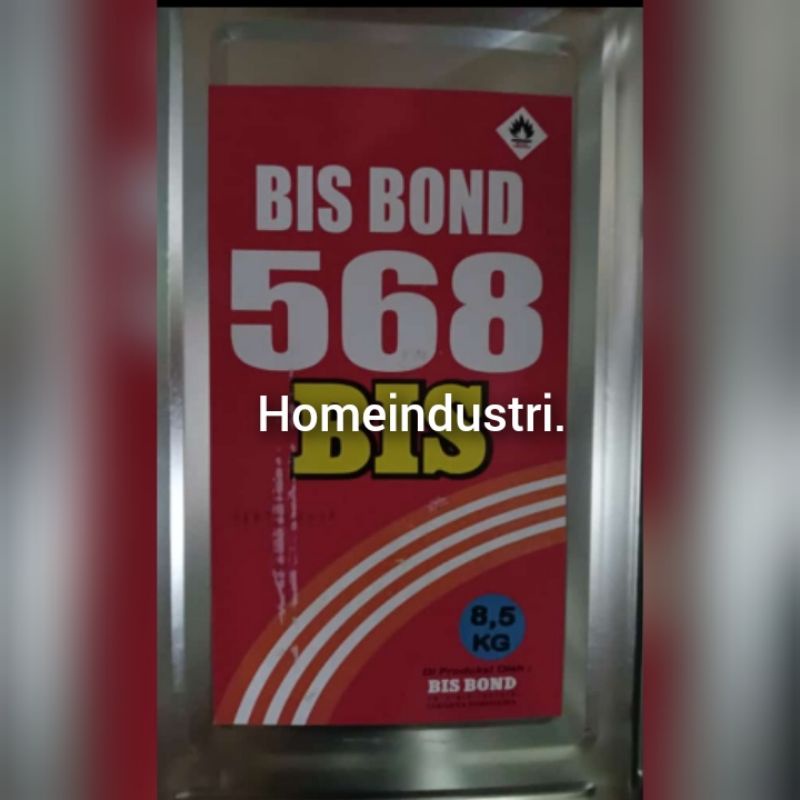 BIS BOND
568
BIS
Homeindustri.
8,5
KG
Di Produksi Oleh :
BIS BOND